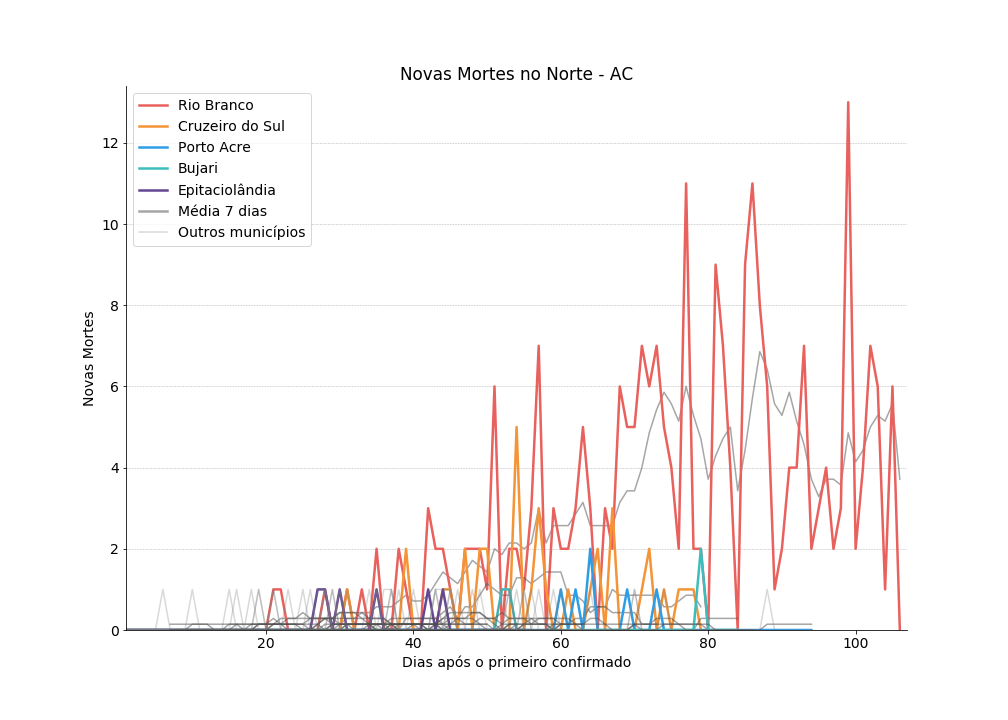 Novas Mortes no Norte - AC
Rio Branco
Cruzeiro do Sul
Porto Acre
Bujari
Epitaciolândia
Média 7 dias
Outros municípios
Novas Mortes
12
10
8
6
4
2
0
20
40
60
80
100
Dias após o primeiro confirmado